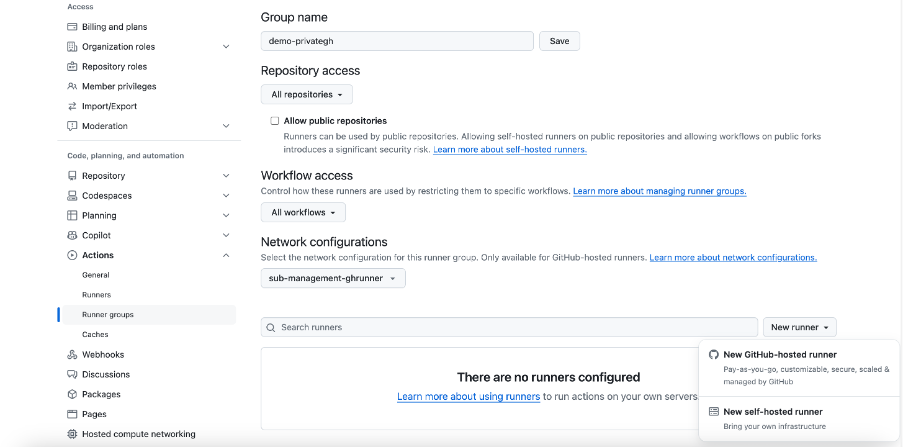 Access
Billing and plans
Organization roles
Repository roles
Member privileges
Import/Export
Moderation
Code, planning, and automation
Repository
Codespaces
Planning
Copilot
Actions
General
Runners
Runner groups
Caches
Webhooks
Discussions
Packages
Pages
Hosted compute networking
Group name
demo-privategh
Save
Repository access
All repositories
Allow public repositories
Runners can be used by public repositories. Allowing self-hosted runners on public repositories and allowing workflows on public forks
introduces a significant security risk. Learn more about self-hosted runners.
Workflow access
Control how these runners are used by restricting them to specific workflows. Learn more about managing runner groups.
All workflows
Network configurations
Select the network configuration for this runner group. Only available for GitHub-hosted runners. Learn more about network configurations.
sub-management-ghrunner
Search runners
New runner
There are no runners configured
Learn more about using runners to run actions on your own servers
New GitHub-hosted runner
Pay-as-you-go, customizable, secure, scaled &
managed by GitHub
New self-hosted runner
Bring your own infrastructure